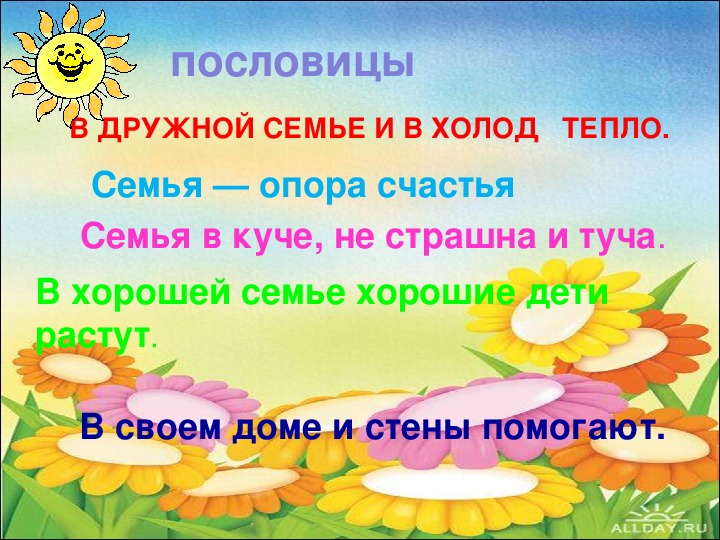 пословицы
В ДРУЖНОЙ СЕМЬЕ И В ХОЛОД ТЕПЛО.
Семья — опора счастья
Семья в куче, не страшна и туча.
В хорошей семье хорошие дети
растут.
В своем доме и стены помогают.
ALLDAY.RU